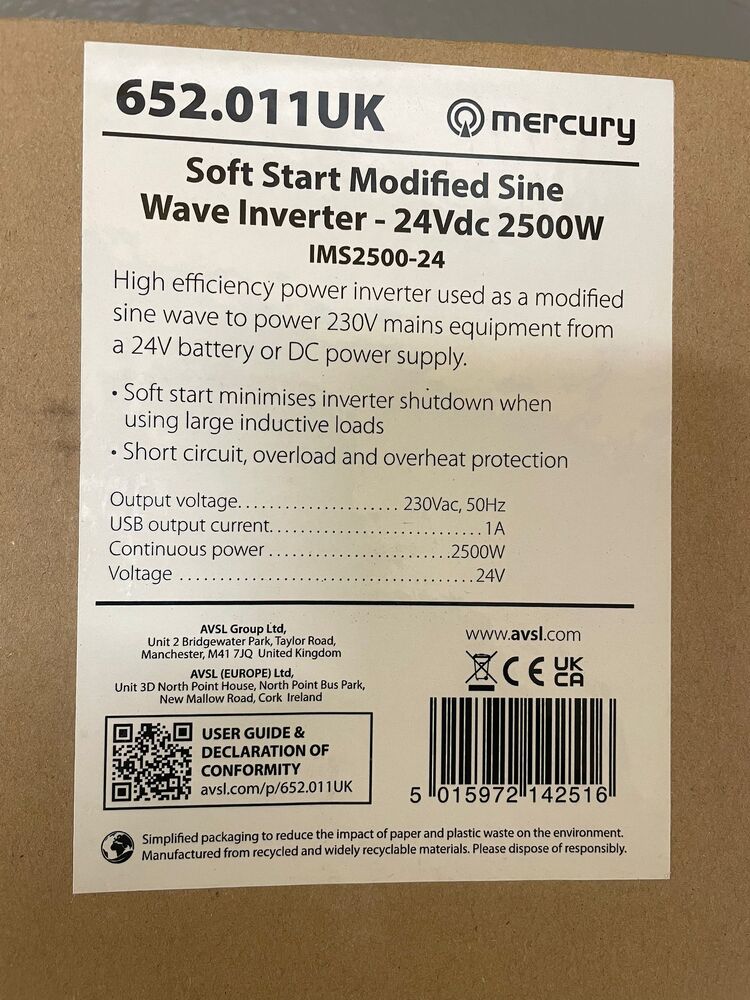 652.011UK
mercury
Soft Start Modified Sine
Wave Inverter - 24Vdc 2500W
IMS2500-24
High efficiency power inverter used as a modified
sine wave to power 230V mains equipment from
a 24V battery or DC power supply.
• Soft start minimises inverter shutdown when
using large inductive loads
• Short circuit, overload and overheat protection
Output voltage..................... 230Vac, 50Hz
USB output current............................ 1A
Continuous power ........................2500W
Voltage .......................................24V
AVSL Group Ltd,
Unit 2 Bridgewater Park, Taylor Road,
Manchester, M41 7JQ United Kingdom
AVSL (EUROPE) Ltd,
Unit 3D North Point House, North Point Bus Park,
New Mallow Road, Cork Ireland
www.avsl.com
CE UK
CA
USER GUIDE &
DECLARATION OF
CONFORMITY
avsl.com/p/652.011UK
5 015972 142516
Simplified packaging to reduce the impact of paper and plastic waste on the environment.
Manufactured from recycled and widely recyclable materials. Please dispose of responsibly.